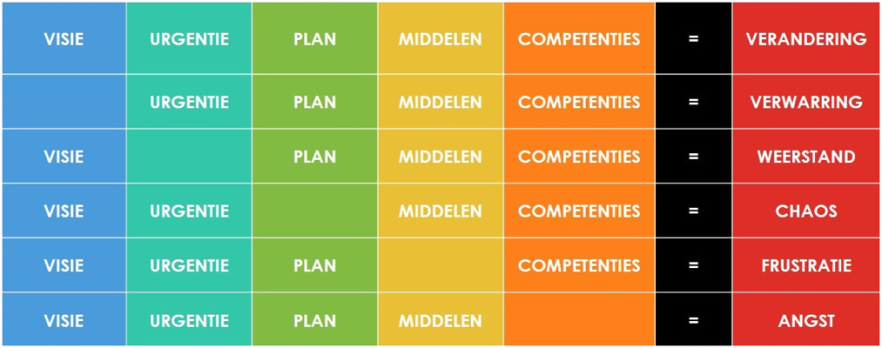 VISIE URGENTIE PLAN MIDDELEN COMPETENTIES = VERANDERING
URGENTIE PLAN MIDDELEN COMPETENTIES = VERWARRING
VISIE PLAN MIDDELEN COMPETENTIES = WEERSTAND
VISIE URGENTIE MIDDELEN COMPETENTIES = CHAOS
VISIE URGENTIE PLAN COMPETENTIES = FRUSTRATIE
VISIE URGENTIE PLAN MIDDELEN = ANGST